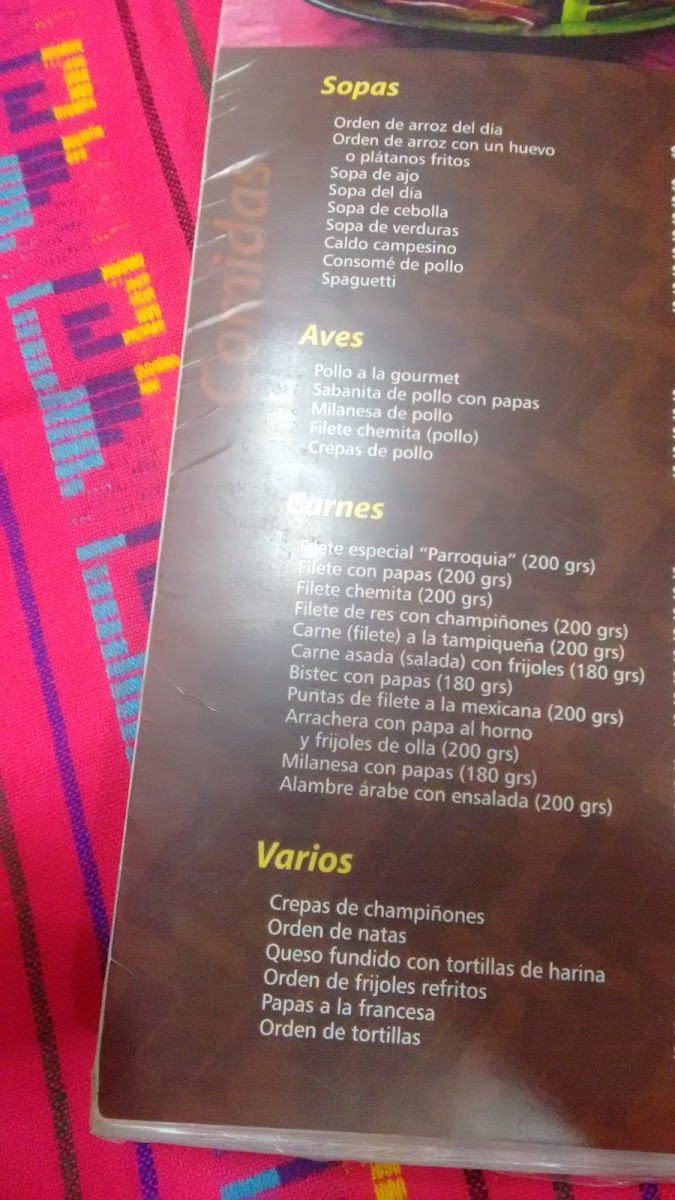 Comidas
Sopas
Orden de arroz del día
Orden de arroz con un huevo
o plátanos fritos
Sopa de ajo
Sopa del día
Sopa de cebolla
Sopa de verduras
Caldo campesino
Consomé de pollo
Spaguetti
Aves
Pollo a la gourmet
Sabanita de pollo con papas
Milanesa de pollo
Filete chemita (pollo)
Crepas de pollo
Carnes
Filete especial “Parroquia” (200 grs)
Filete con papas (200 grs)
Filete chemita (200 grs)
Filete de res con champiñones (200 grs)
Carne (filete) a la tampiqueña (200 grs)
Carne asada (salada) con frijoles (180 grs)
Bistec con papas (180 grs)
Puntas de filete a la mexicana (200 grs)
Arrachera con papa al horno
y frijoles de olla (200 grs)
Milanesa con papas (180 grs)
Alambre árabe con ensalada (200 grs)
Varios
Crepas de champiñones
Orden de natas
Queso fundido con tortillas de harina
Orden de frijoles refritos
Papas a la francesa
Orden de tortillas